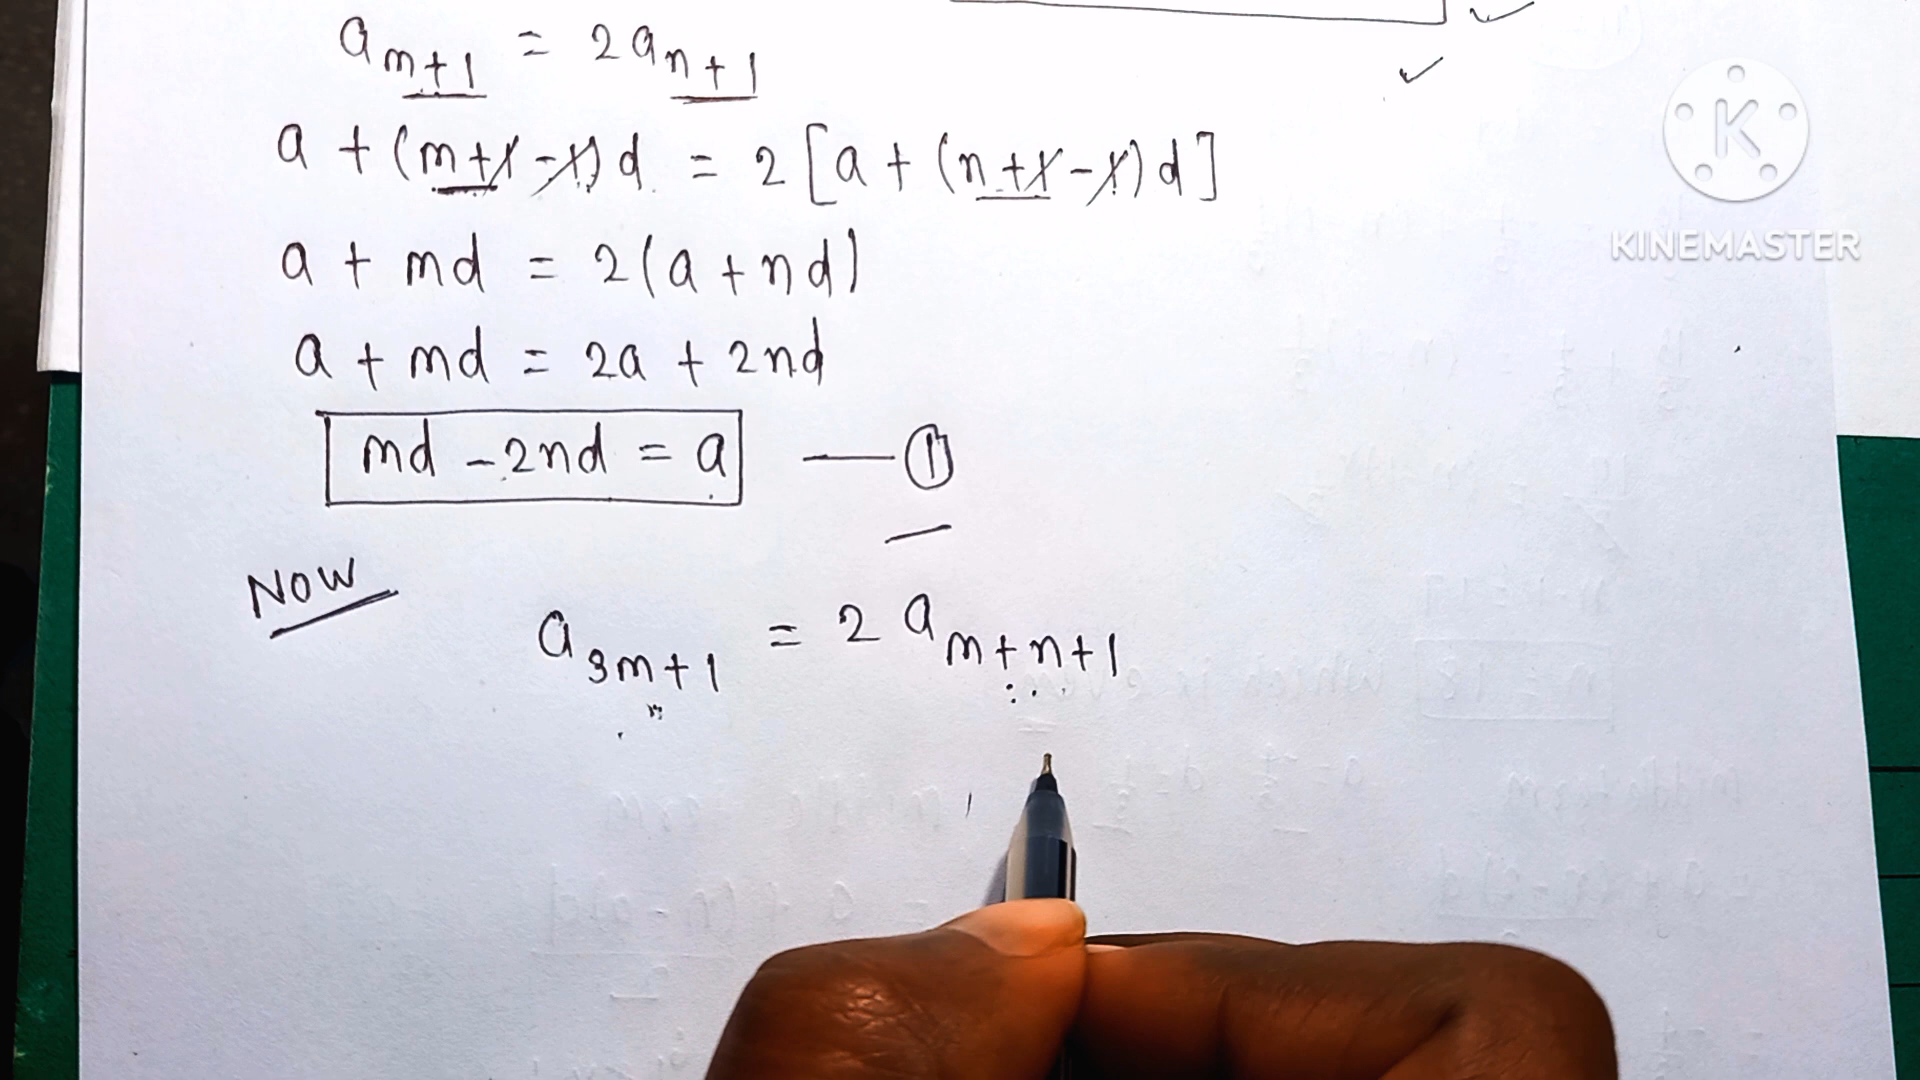 a_{m+1} = 2a_{n+1}
a + (m+1-1)d = 2[a + (n+1-1)d]
a + md = 2(a+nd)
a + md = 2a + 2nd
md - 2nd = a — ①
NOW
a_{3m+1} = 2a_{m+n+1}
K
KINEMASTER